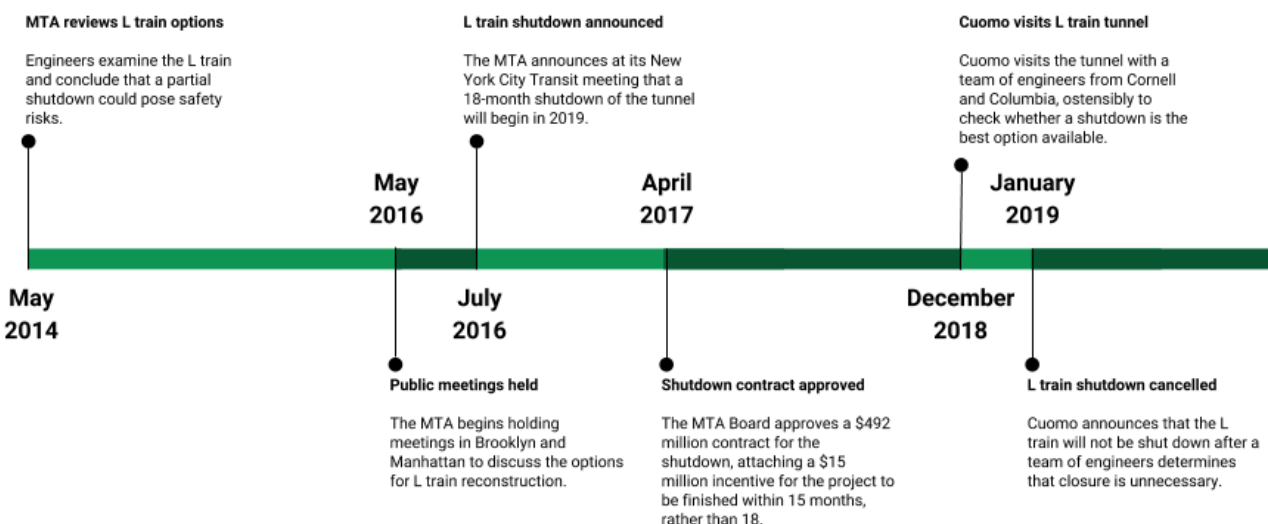 MTA reviews L train options
Engineers examine the L train
and conclude that a partial
shutdown could pose safety
risks.
L train shutdown announced
The MTA announces at its New
York City Transit meeting that a
18-month shutdown of the tunnel
will begin in 2019.
Cuomo visits L train tunnel
Cuomo visits the tunnel with a
team of engineers from Cornell
and Columbia, ostensibly to
check whether a shutdown is the
best option available.
May
2016
April
2017
January
2019
May
2014
July
2016
December
2018
Public meetings held
The MTA begins holding
meetings in Brooklyn and
Manhattan to discuss the options
for L train reconstruction.
Shutdown contract approved
The MTA Board approves a $492
million contract for the
shutdown, attaching a $15
million incentive for the project to
be finished within 15 months,
rather than 18.
L train shutdown cancelled
Cuomo announces that the L
train will not be shut down after a
team of engineers determines
that closure is unnecessary.